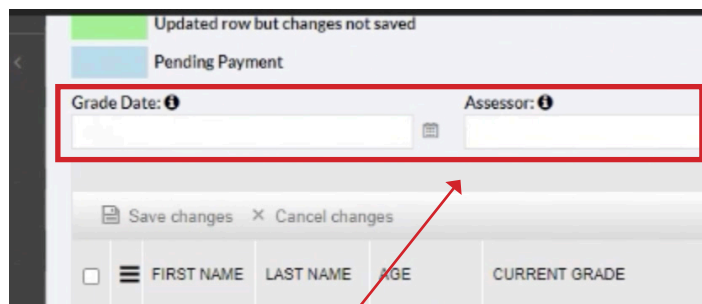 Updated row but changes not saved
Pending Payment
Grade Date: Assessor:
Save changes × Cancel changes
FIRST NAME LAST NAME AGE CURRENT GRADE